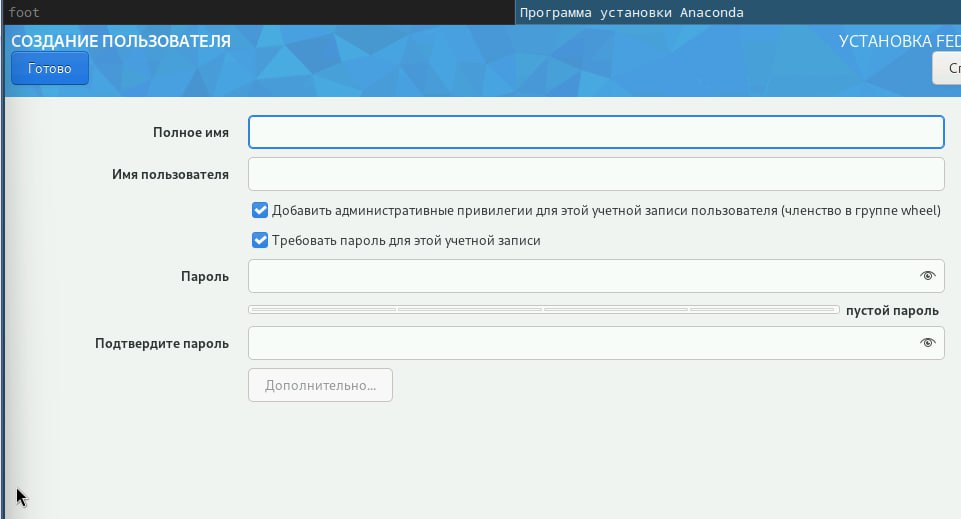 foot
Программа установки Anaconda
СОЗДАНИЕ ПОЛЬЗОВАТЕЛЯ
УСТАНОВКА FED
Готово
Сп
Полное имя
Имя пользователя
Добавить административные привилегии для этой учетной записи пользователя (членство в группе wheel)
Требовать пароль для этой учетной записи
Пароль
пустой пароль
Подтвердите пароль
Дополнительно...